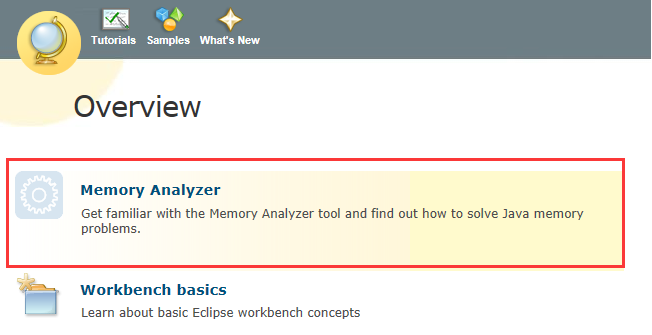 Tutorials Samples What's New
Overview
Memory Analyzer
Get familiar with the Memory Analyzer tool and find out how to solve Java memory
problems.
Workbench basics
Learn about basic Eclipse workbench concepts